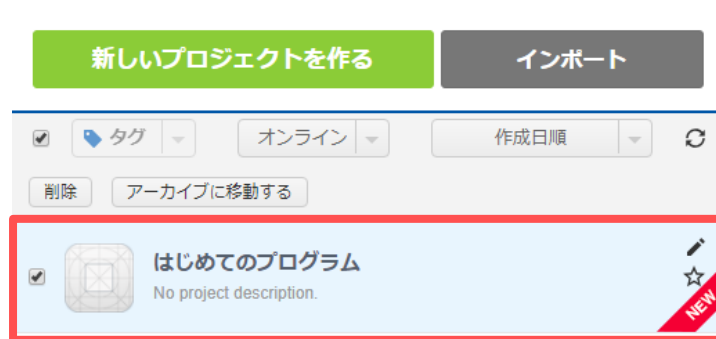 新しいプロジェクトを作る インポート
タグ オンライン 作成日順
削除 アーカイブに移動する
はじめてのプログラム
No project description.
NEW